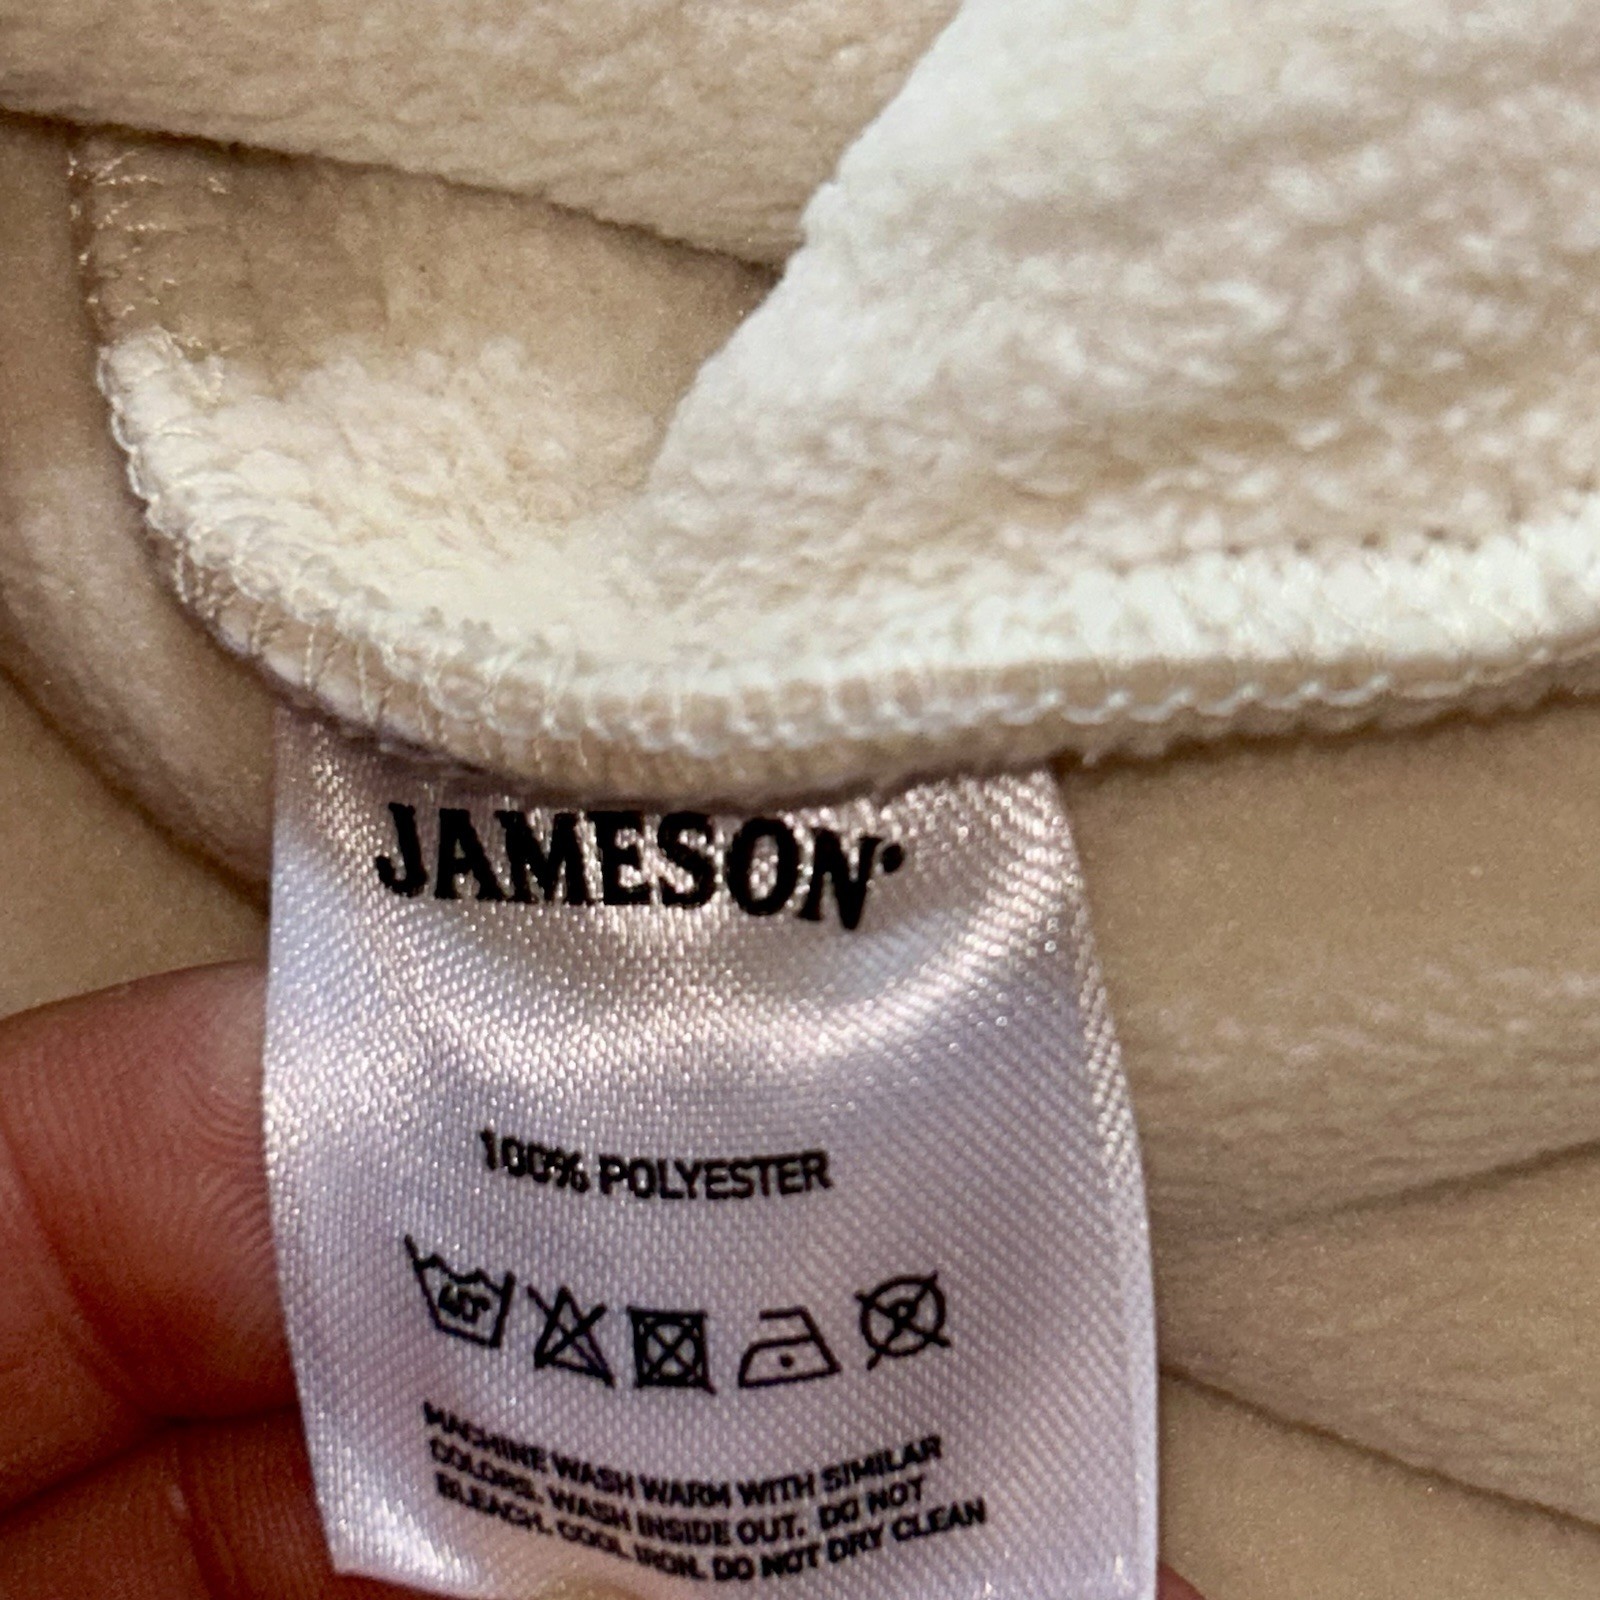 JAMESON
100% POLYESTER
40°
P
MACHINE WASH WARM WITH SIMILAR
COLORS. WASH INSIDE OUT. DO NOT
BLEACH. COOL IRON. DO NOT DRY CLEAN